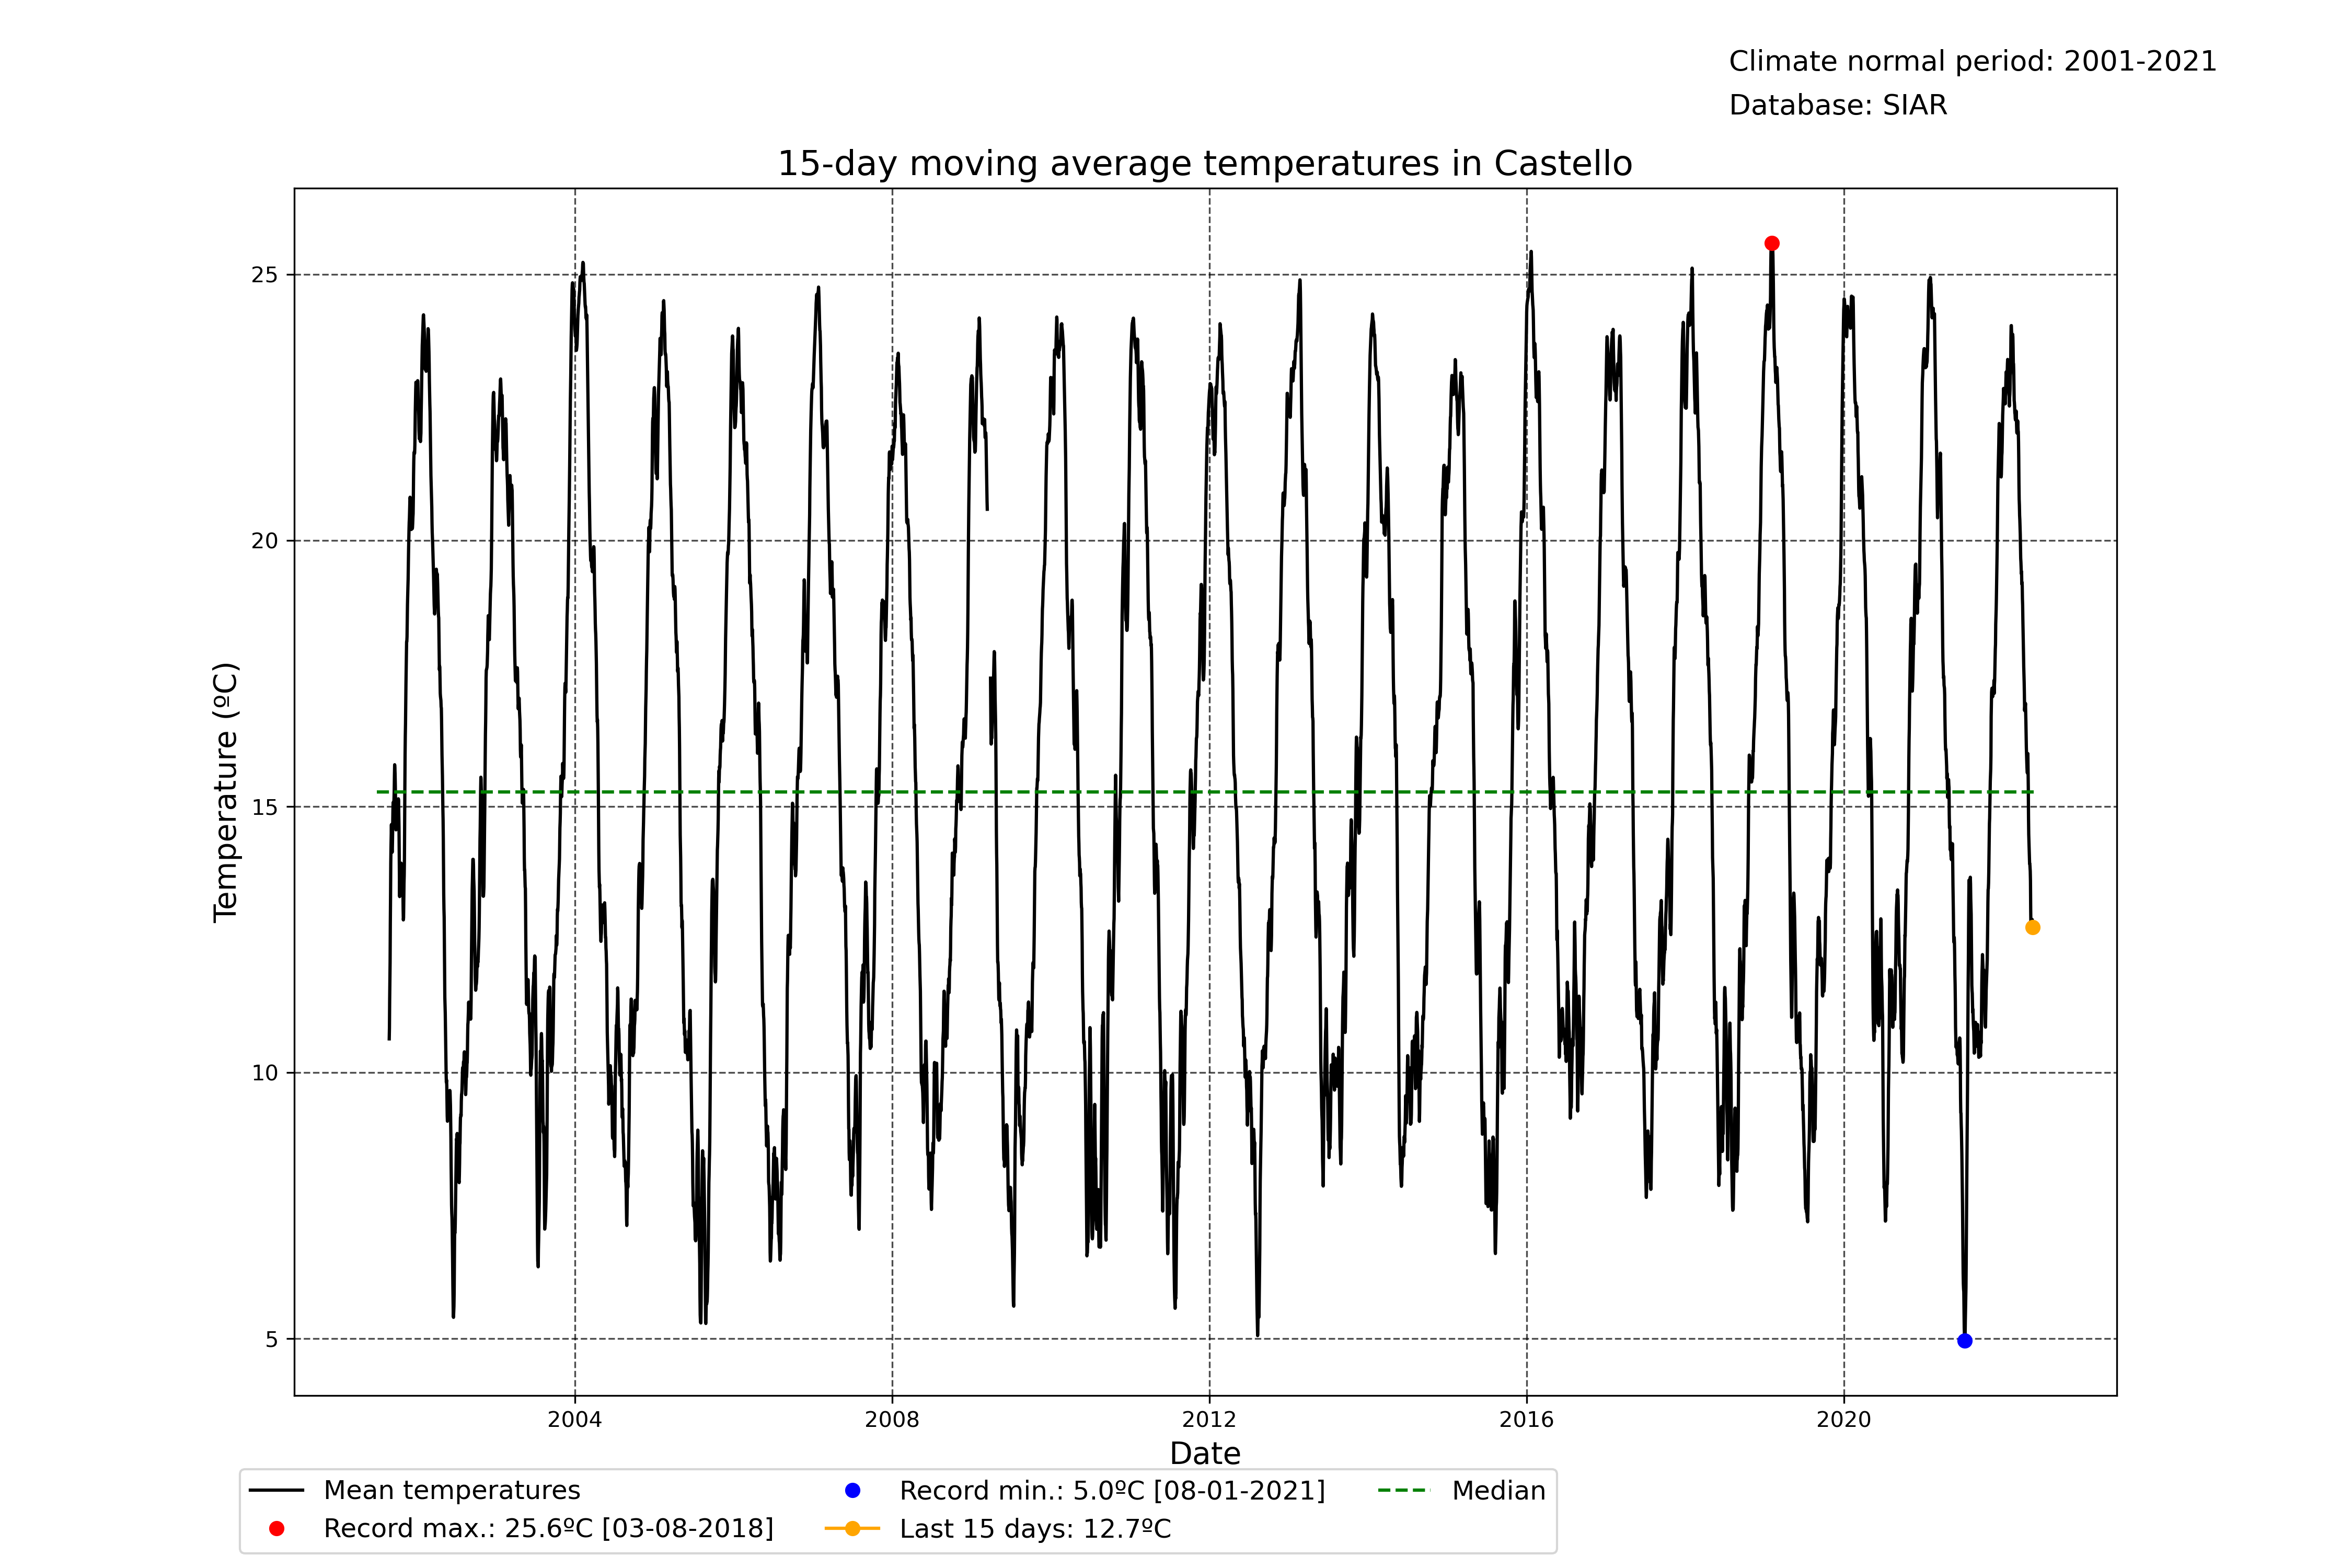 Climate normal period: 2001-2021
Database: SIAR
15-day moving average temperatures in Castello
25
20
15
10
5
Temperature (ºC)
2004 2008 2012 2016 2020
Date
Mean temperatures
Record max.: 25.6ºC [03-08-2018]
Record min.: 5.0ºC [08-01-2021]
Last 15 days: 12.7ºC
Median